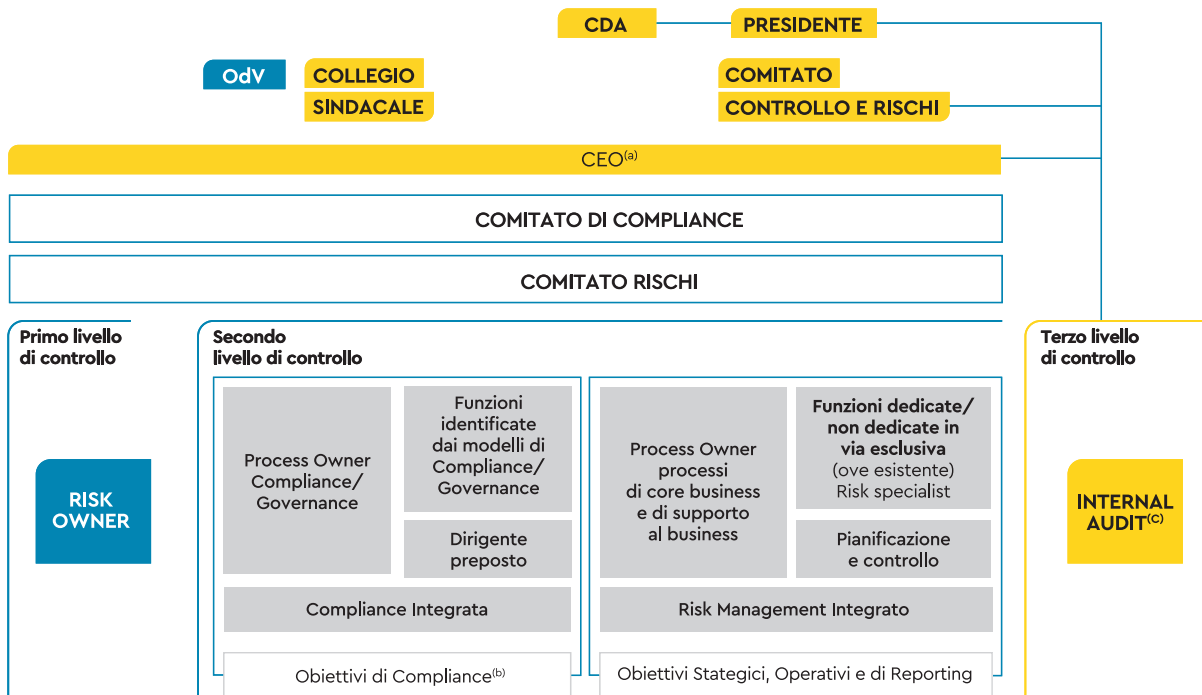 CDA
PRESIDENTE
OdV
COLLEGIO
SINDACALE
COMITATO
CONTROLLO E RISCHI
CEO(a)
COMITATO DI COMPLIANCE
COMITATO RISCHI
Primo livello
di controllo
RISK
OWNER
Secondo
livello di controllo
Process Owner
Compliance/
Governance
Funzioni
identificate
dai modelli di
Compliance/
Governance
Dirigente
preposto
Compliance Integrata
Obiettivi di Compliance(b)
Process Owner
processi
di core business
e di supporto
al business
Funzioni dedicate/
non dedicate in
via esclusiva
(ove esistente)
Risk specialist
Pianificazione
e controllo
Risk Management Integrato
Obiettivi Stategici, Operativi e di Reporting
Terzo livello
di controllo
INTERNAL
AUDIT(C)